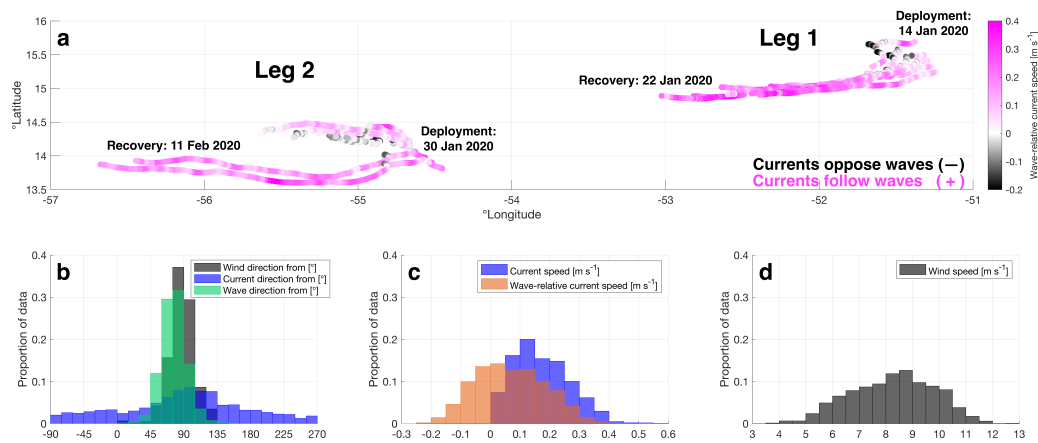 a
Leg 1
Leg 2
Deployment:
14 Jan 2020
Recovery: 22 Jan 2020
Deployment:
30 Jan 2020
Recovery: 11 Feb 2020
Currents oppose waves (—)
Currents follow waves (+)
16
15.5
15
14.5
14
13.5
°Latitude
-57 -56 -55 -54 -53 -52 -51
°Longitude
0.4
0.3
0.2
0.1
0
-0.1
-0.2
Wave-relative current speed [m s⁻¹]
b
Wind direction from [°]
Current direction from [°]
Wave direction from [°]
0.4
0.3
0.2
0.1
0
Proportion of data
-90 -45 0 45 90 135 180 225 270
c
Current speed [m s⁻¹]
Wave-relative current speed [m s⁻¹]
0.4
0.3
0.2
0.1
0
Proportion of data
-0.3 -0.2 -0.1 0 0.1 0.2 0.3 0.4 0.5 0.6
d
Wind speed [m s⁻¹]
0.4
0.3
0.2
0.1
0
Proportion of data
3 4 5 6 7 8 9 10 11 12 13